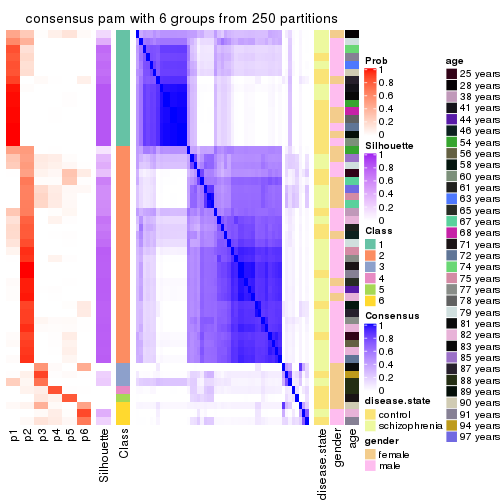 consensus pam with 6 groups from 250 partitions
p1
p2
p3
p4
p5
p6
Silhouette
Class
disease.state
gender
age
Prob
1
0.8
0.6
0.4
0.2
0
Silhouette
1
0.8
0.6
0.4
0.2
0
Class
1
2
3
4
5
6
Consensus
1
0.8
0.6
0.4
0.2
0
disease.state
control
schizophrenia
gender
female
male
age
25 years
28 years
38 years
41 years
44 years
46 years
54 years
56 years
58 years
60 years
61 years
63 years
65 years
67 years
68 years
71 years
72 years
74 years
75 years
77 years
78 years
79 years
81 years
82 years
83 years
85 years
87 years
88 years
89 years
90 years
91 years
94 years
97 years